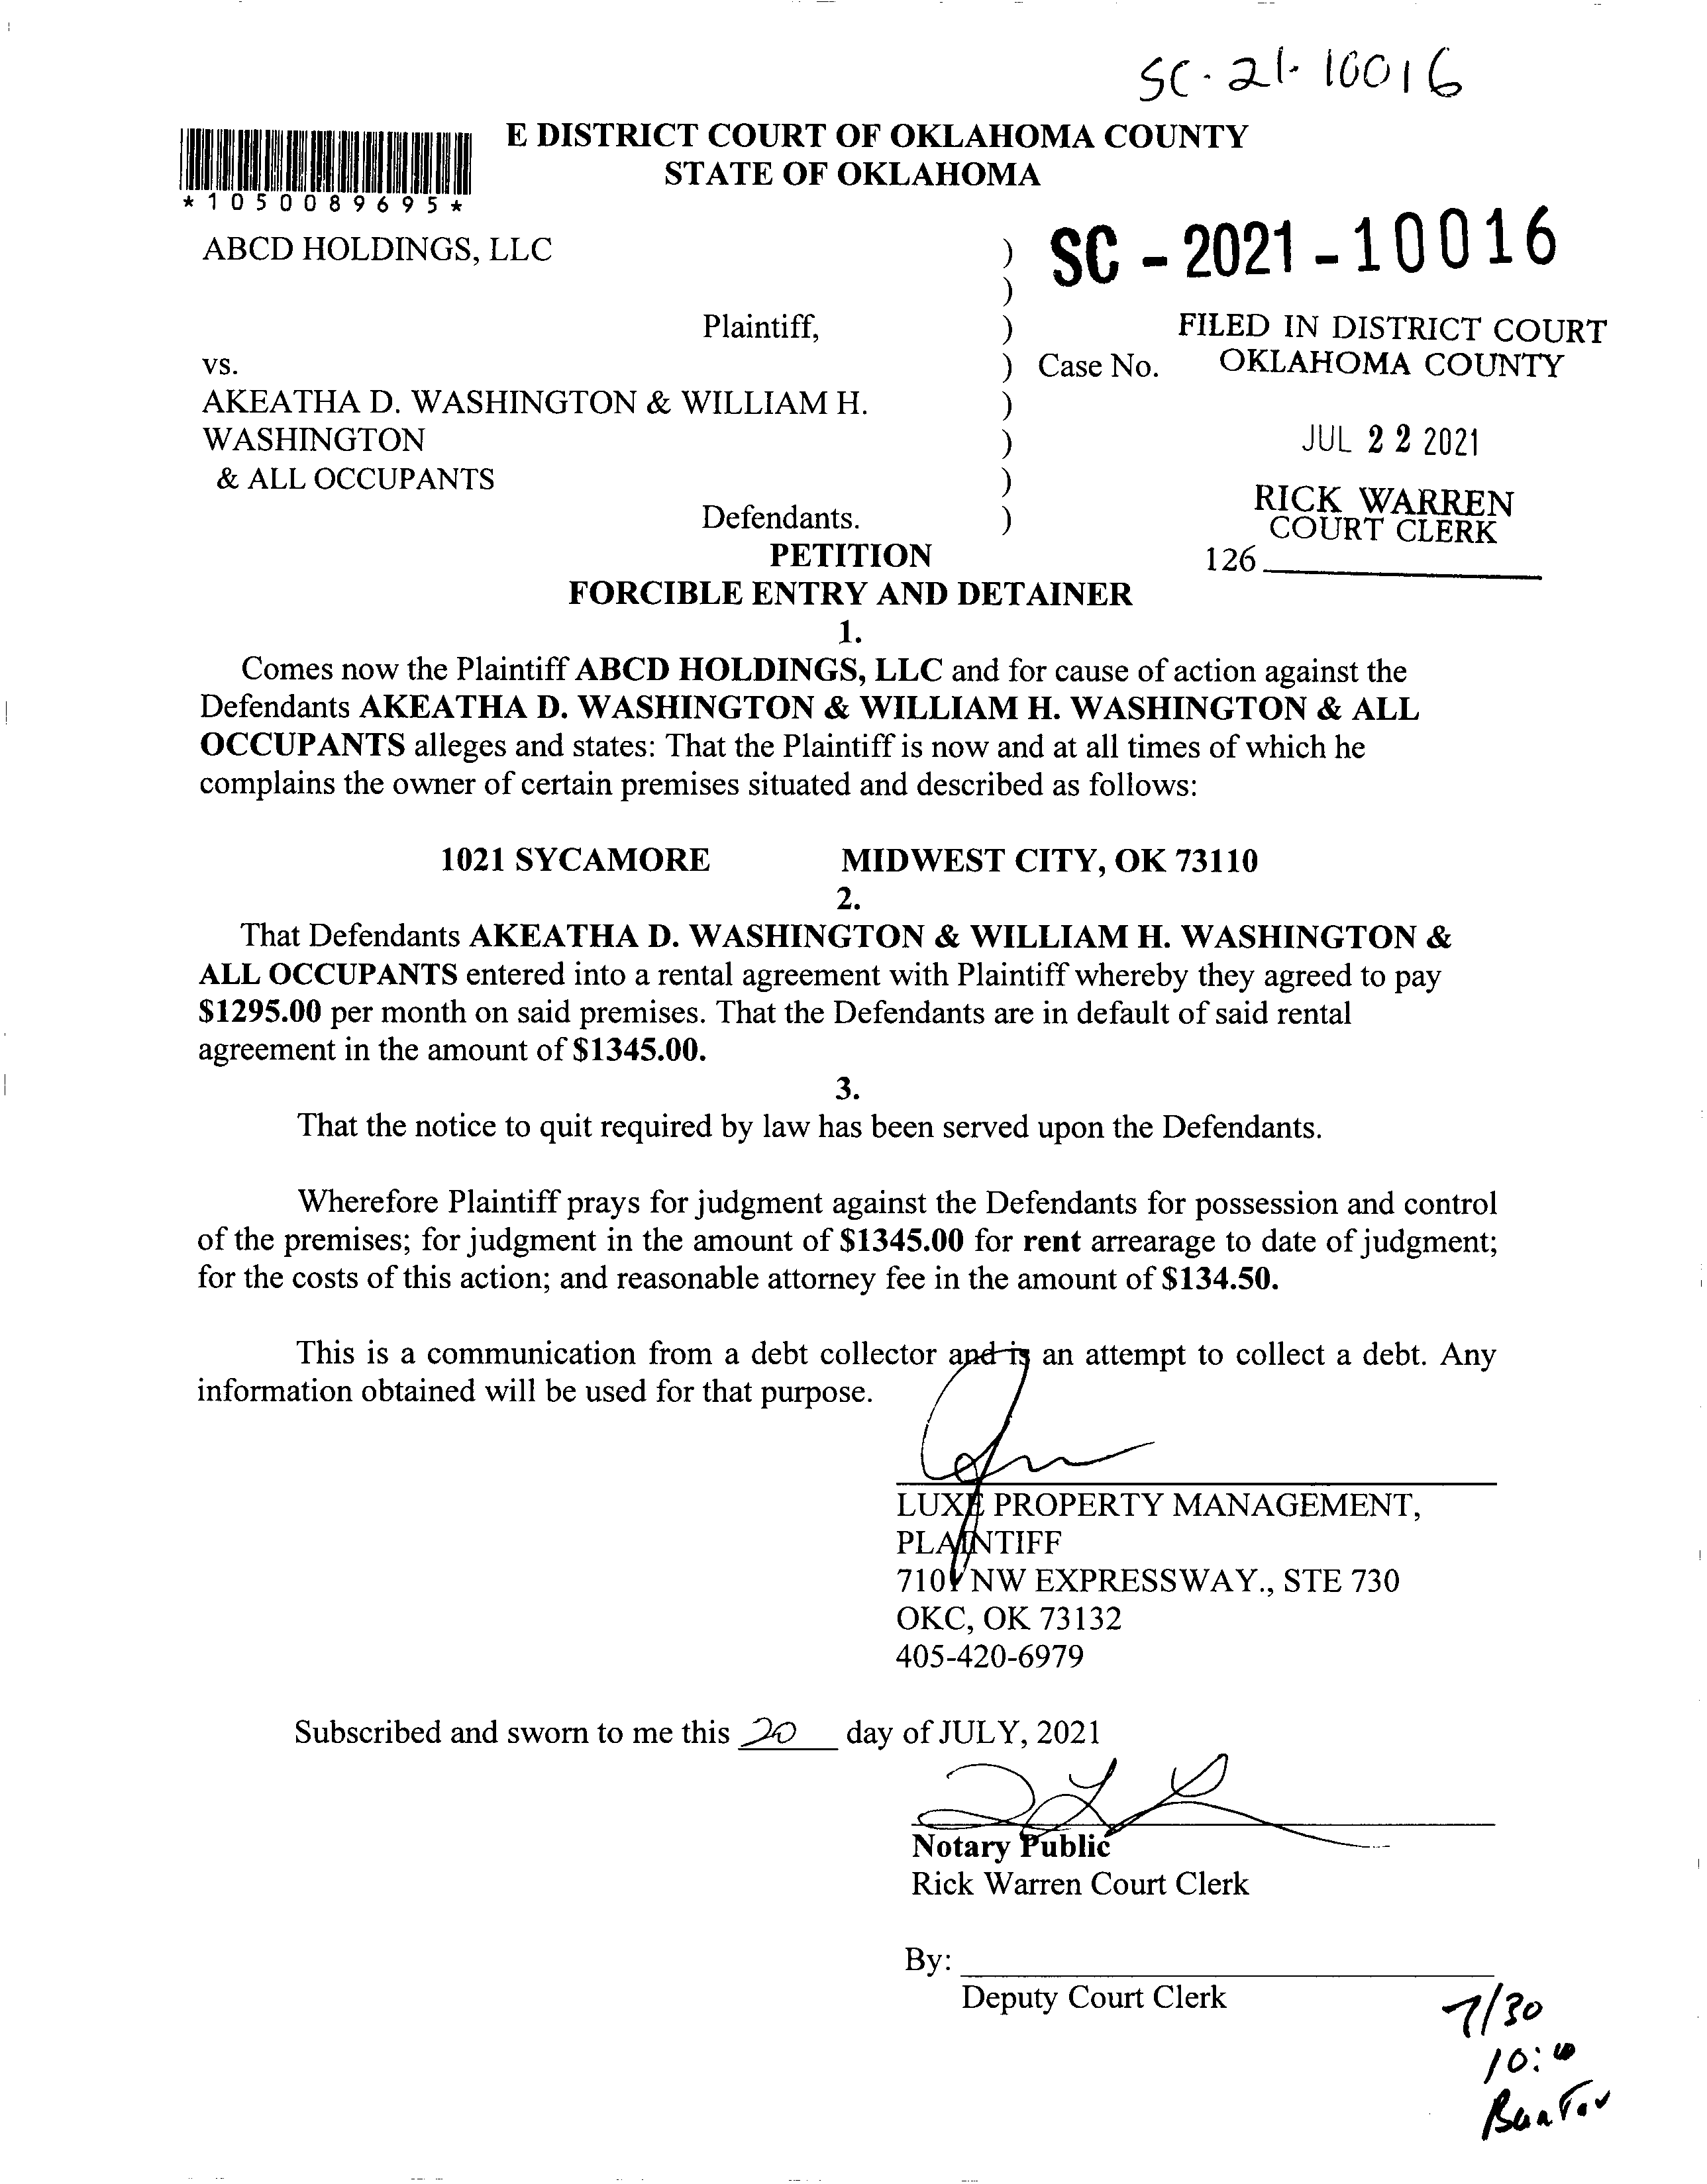 SC-21-10016
E DISTRICT COURT OF OKLAHOMA COUNTY
STATE OF OKLAHOMA
*1050089695*
ABCD HOLDINGS, LLC )
SC - 2021 - 10016
)
Plaintiff, )
FILED IN DISTRICT COURT
vs. ) Case No.
OKLAHOMA COUNTY
AKEATHA D. WASHINGTON & WILLIAM H. )
WASHINGTON )
JUL 22 2021
& ALL OCCUPANTS )
RICK WARREN
Defendants. )
COURT CLERK
PETITION
126
FORCIBLE ENTRY AND DETAINER
1.
Comes now the Plaintiff ABCD HOLDINGS, LLC and for cause of action against the
Defendants AKEATHA D. WASHINGTON & WILLIAM H. WASHINGTON & ALL
OCCUPANTS alleges and states: That the Plaintiff is now and at all times of which he
complains the owner of certain premises situated and described as follows:
1021 SYCAMORE MIDWEST CITY, OK 73110
2.
That Defendants AKEATHA D. WASHINGTON & WILLIAM H. WASHINGTON &
ALL OCCUPANTS entered into a rental agreement with Plaintiff whereby they agreed to pay
$1295.00 per month on said premises. That the Defendants are in default of said rental
agreement in the amount of $1345.00.
3.
That the notice to quit required by law has been served upon the Defendants.
Wherefore Plaintiff prays for judgment against the Defendants for possession and control
of the premises; for judgment in the amount of $1345.00 for rent arrearage to date of judgment;
for the costs of this action; and reasonable attorney fee in the amount of $134.50.
This is a communication from a debt collector and is an attempt to collect a debt. Any
information obtained will be used for that purpose.
LUXE PROPERTY MANAGEMENT,
PLAINTIFF
7101 NW EXPRESSWAY., STE 730
OKC, OK 73132
405-420-6979
Subscribed and sworn to me this 20 day of JULY, 2021
Notary Public
Rick Warren Court Clerk
By:
Deputy Court Clerk
7/30
10:00